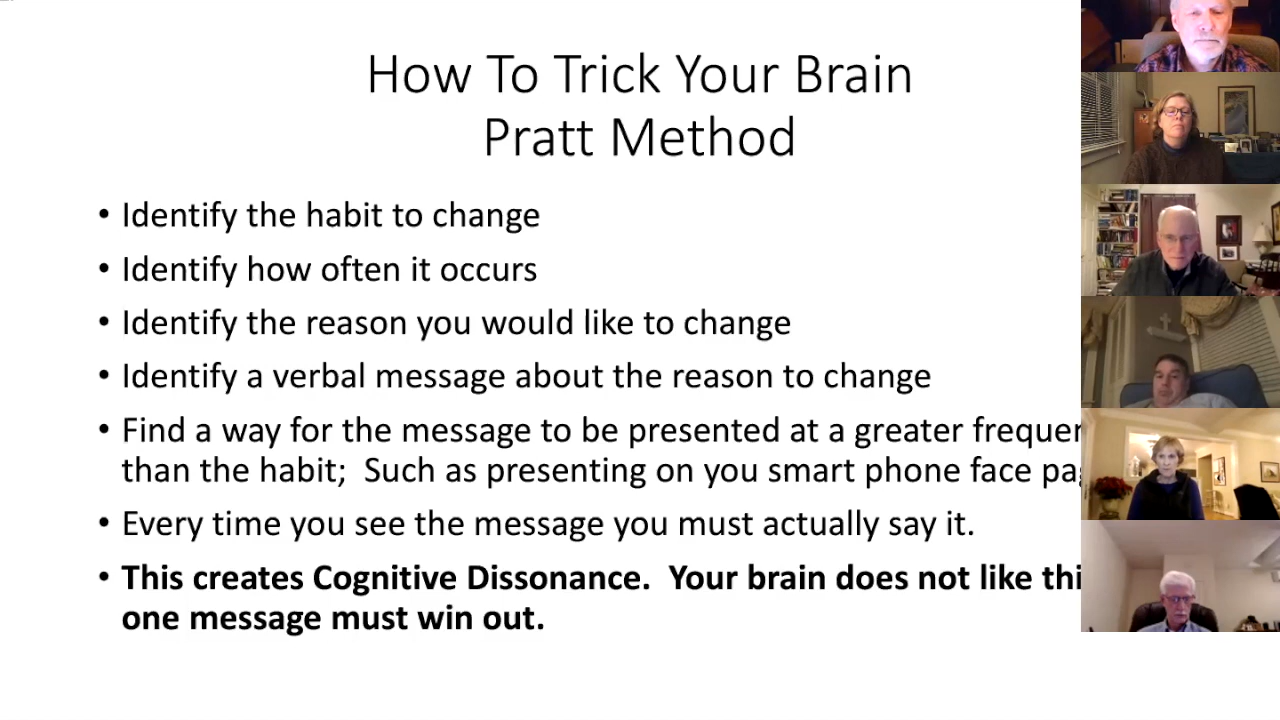 How To Trick Your Brain
Pratt Method
• Identify the habit to change
• Identify how often it occurs
• Identify the reason you would like to change
• Identify a verbal message about the reason to change
• Find a way for the message to be presented at a greater
than the habit; Such as presenting on you smart phone face
• Every time you see the message you must actually say it.
• This creates Cognitive Dissonance. Your brain does not like
one message must win out.